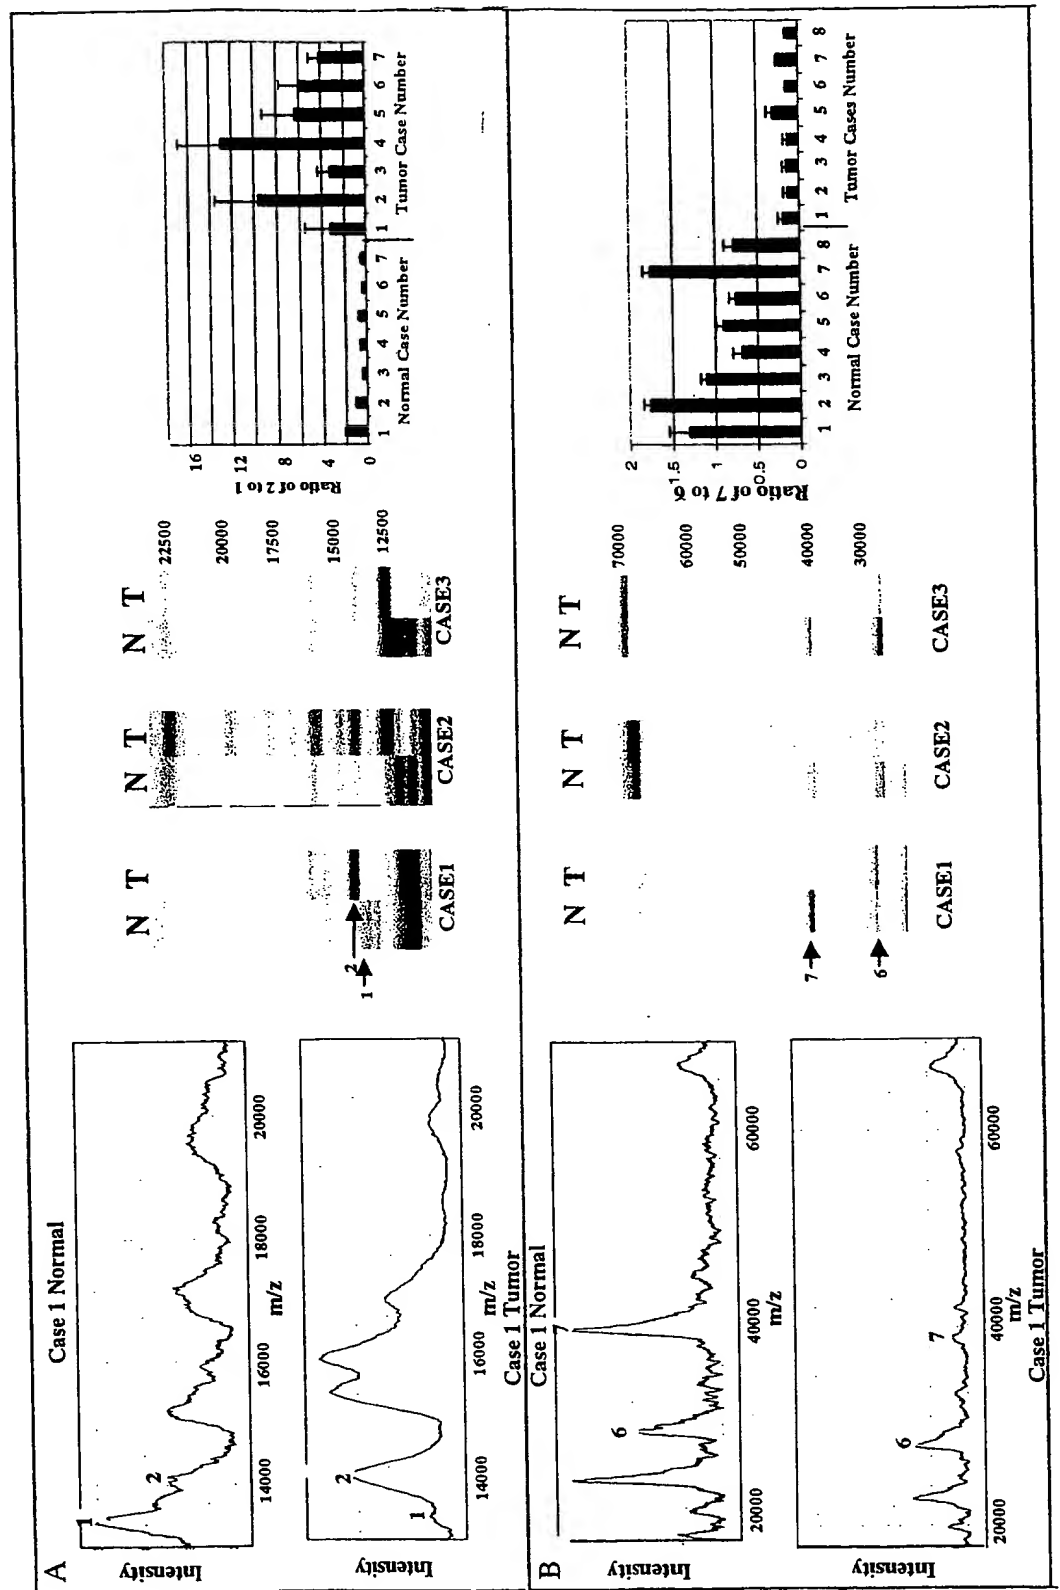 A
Case 1 Normal
Intensity
1
2
14000
16000
18000
20000
m/z
Intensity
1
2
14000
16000
18000
20000
m/z
Case 1 Tumor
N T
N T
N T
1
2
CASE1
CASE2
CASE3
22500
20000
17500
15000
12500
Ratio of 2 to 1
16
12
8
4
0
1 2 3 4 5 6 7
1 2 3 4 5 6 7
Normal Case Number
Tumor Case Number
B
Case 1 Normal
Intensity
6
7
20000
40000
60000
m/z
Intensity
6
7
20000
40000
60000
m/z
Case 1 Tumor
N T
N T
N T
7
6
CASE1
CASE2
CASE3
70000
60000
50000
40000
30000
Ratio of 7 to 6
2
1.5
1
0.5
0
1 2 3 4 5 6 7 8
1 2 3 4 5 6 7 8
Normal Case Number
Tumor Cases Number